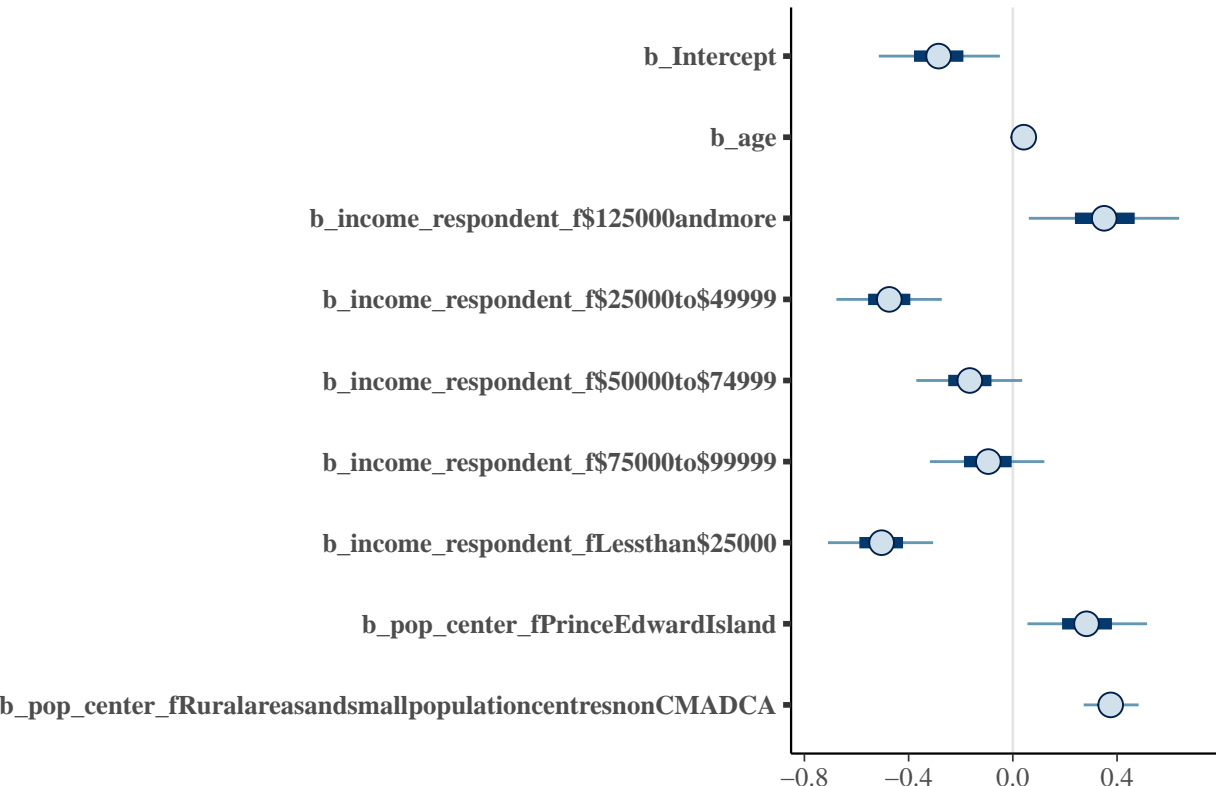 b_Intercept
b_age
b_income_respondent_f$125000andmore
b_income_respondent_f$25000to$49999
b_income_respondent_f$50000to$74999
b_income_respondent_f$75000to$99999
b_income_respondent_fLessthan$25000
b_pop_center_fPrinceEdwardIsland
b_pop_center_fRuralareasandsmallpopulationcentresnonCMADCA
−0.8 −0.4 0.0 0.4